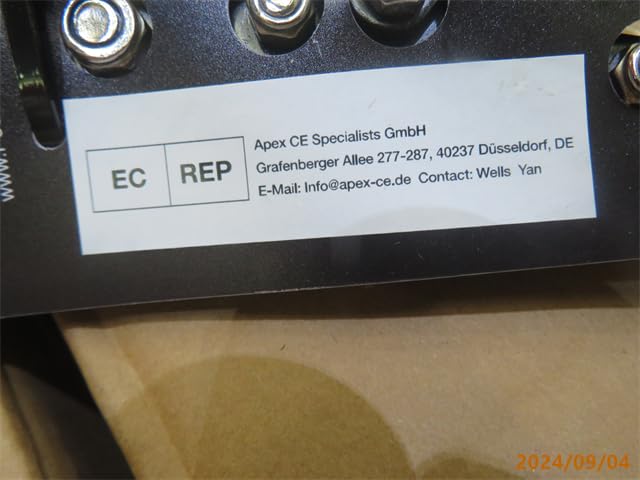 EC REP
Apex CE Specialists GmbH
Grafenberger Allee 277-287, 40237 Düsseldorf, DE
E-Mail: Info@apex-ce.de Contact: Wells Yan
www.
2024/09/04